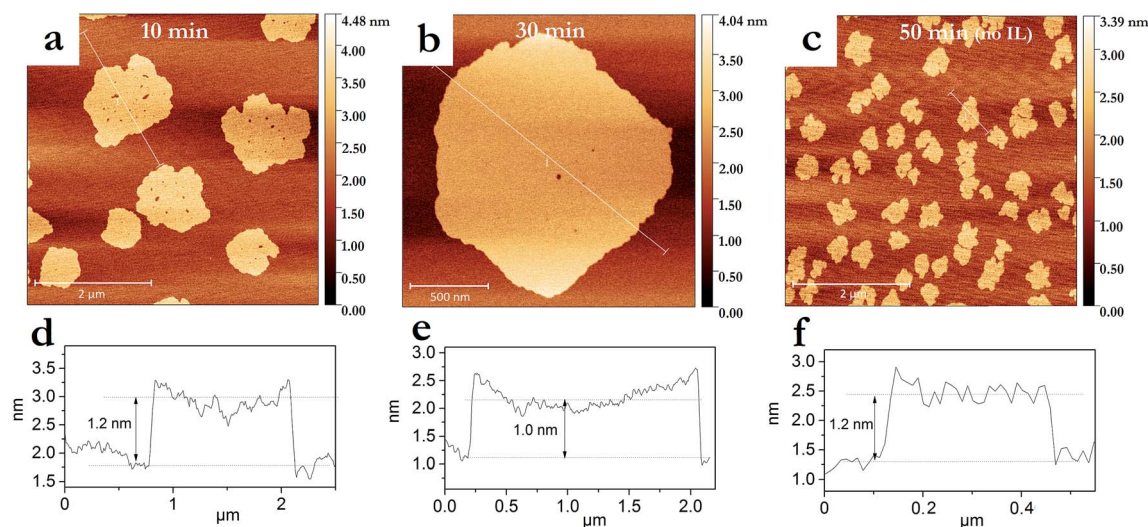 a
10 min
2 µm
4.48 nm
4.00
3.50
3.00
2.50
2.00
1.50
1.00
0.50
0.00
b
30 min
500 nm
4.04 nm
3.50
3.00
2.50
2.00
1.50
1.00
0.50
0.00
c
50 min (no IL)
2 µm
3.39 nm
3.00
2.50
2.00
1.50
1.00
0.50
0.00
d
nm
3.5
3.0
2.5
2.0
1.5
1.2 nm
0 1 2
µm
e
nm
3.0
2.5
2.0
1.5
1.0
1.0 nm
0.0 0.5 1.0 1.5 2.0
µm
f
nm
3.0
2.5
2.0
1.5
1.0
1.2 nm
0 0.2 0.4
µm